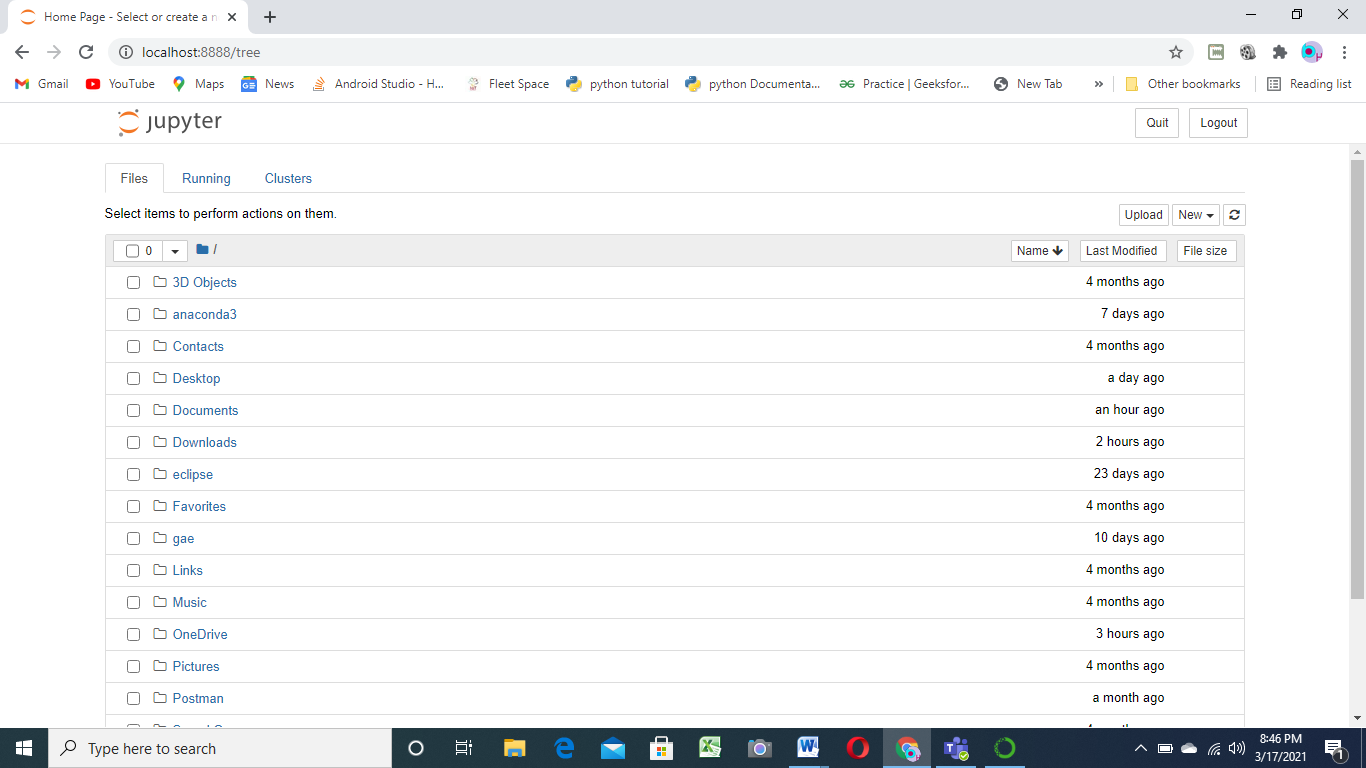 Home Page - Select or create a n
localhost:8888/tree
Gmail YouTube Maps News Android Studio - H... Fleet Space python tutorial python Documenta... Practice | Geeksfor... New Tab » Other bookmarks Reading list
jupyter Quit Logout
Files Running Clusters
Select items to perform actions on them. Upload New
0 / Name Last Modified File size
3D Objects 4 months ago
anaconda3 7 days ago
Contacts 4 months ago
Desktop a day ago
Documents an hour ago
Downloads 2 hours ago
eclipse 23 days ago
Favorites 4 months ago
gae 10 days ago
Links 4 months ago
Music 4 months ago
OneDrive 3 hours ago
Pictures 4 months ago
Postman a month ago
Type here to search
8:46 PM
3/17/2021
1